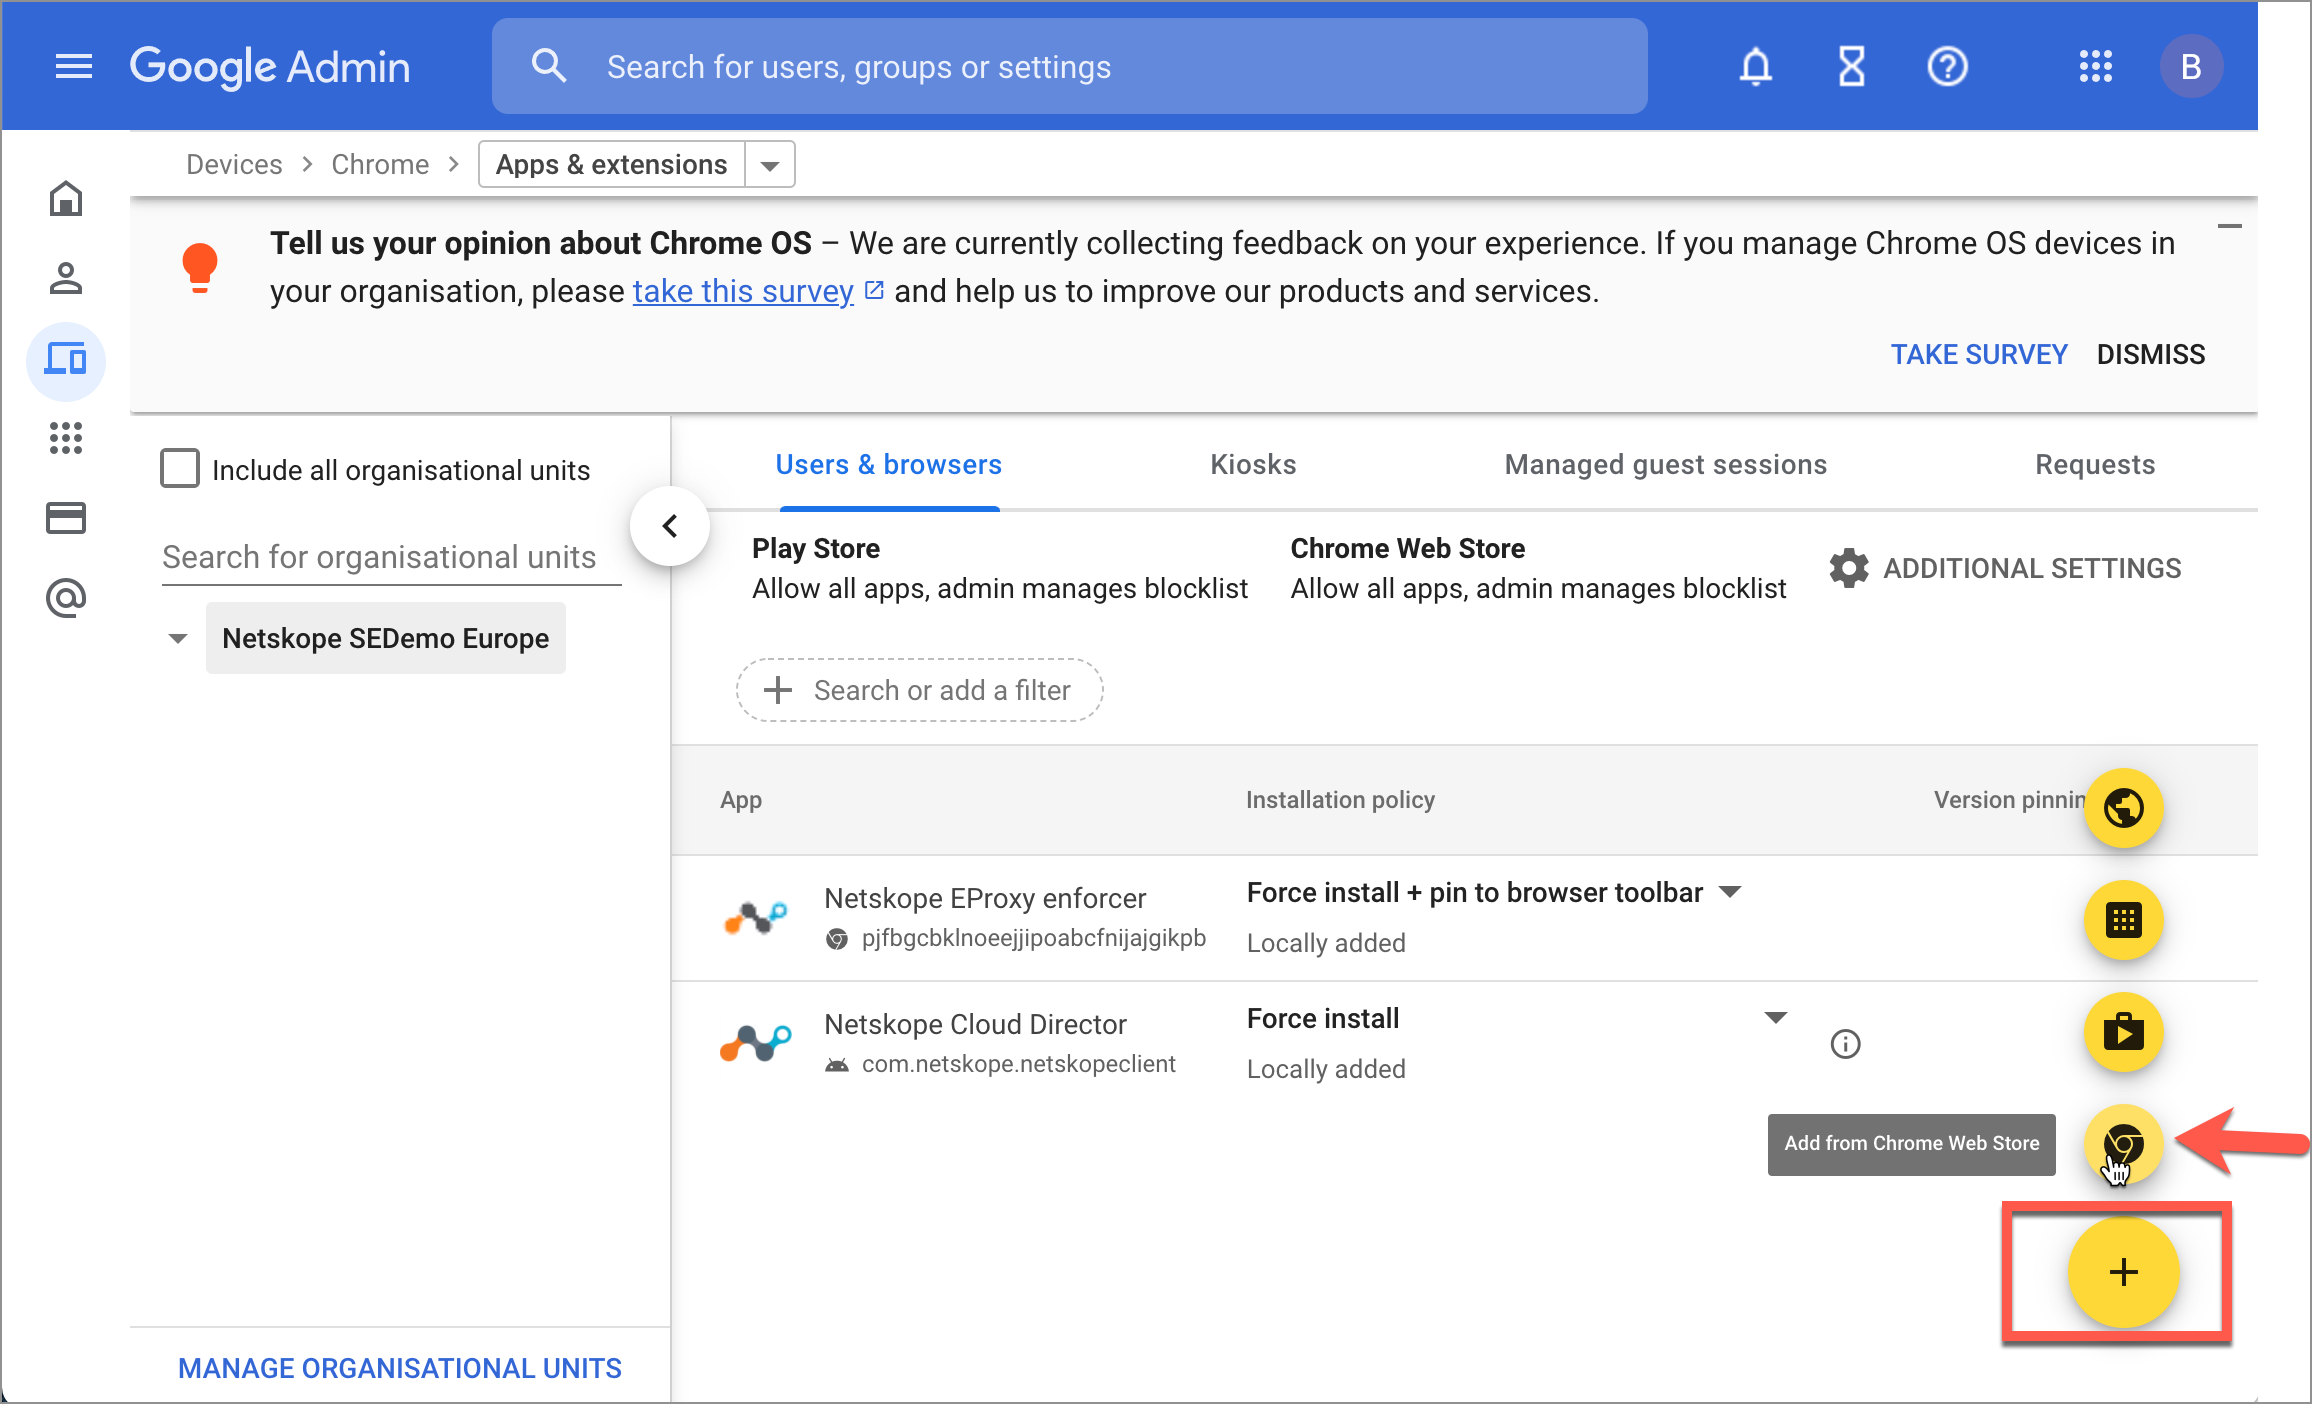 Google Admin
Search for users, groups or settings
B
Devices
Chrome
Apps & extensions
Tell us your opinion about Chrome OS – We are currently collecting feedback on your experience. If you manage Chrome OS devices in
your organisation, please take this survey and help us to improve our products and services.
TAKE SURVEY
DISMISS
Include all organisational units
Search for organisational units
Netskope SEDemo Europe
MANAGE ORGANISATIONAL UNITS
Users & browsers
Kiosks
Managed guest sessions
Requests
Play Store
Allow all apps, admin manages blocklist
Chrome Web Store
Allow all apps, admin manages blocklist
ADDITIONAL SETTINGS
Search or add a filter
App
Installation policy
Version pinnin
Netskope EProxy enforcer
pjfbgcbklnoeejjipoabcfnijajgikpb
Force install + pin to browser toolbar
Locally added
Netskope Cloud Director
com.netskope.netskopeclient
Force install
Locally added
Add from Chrome Web Store